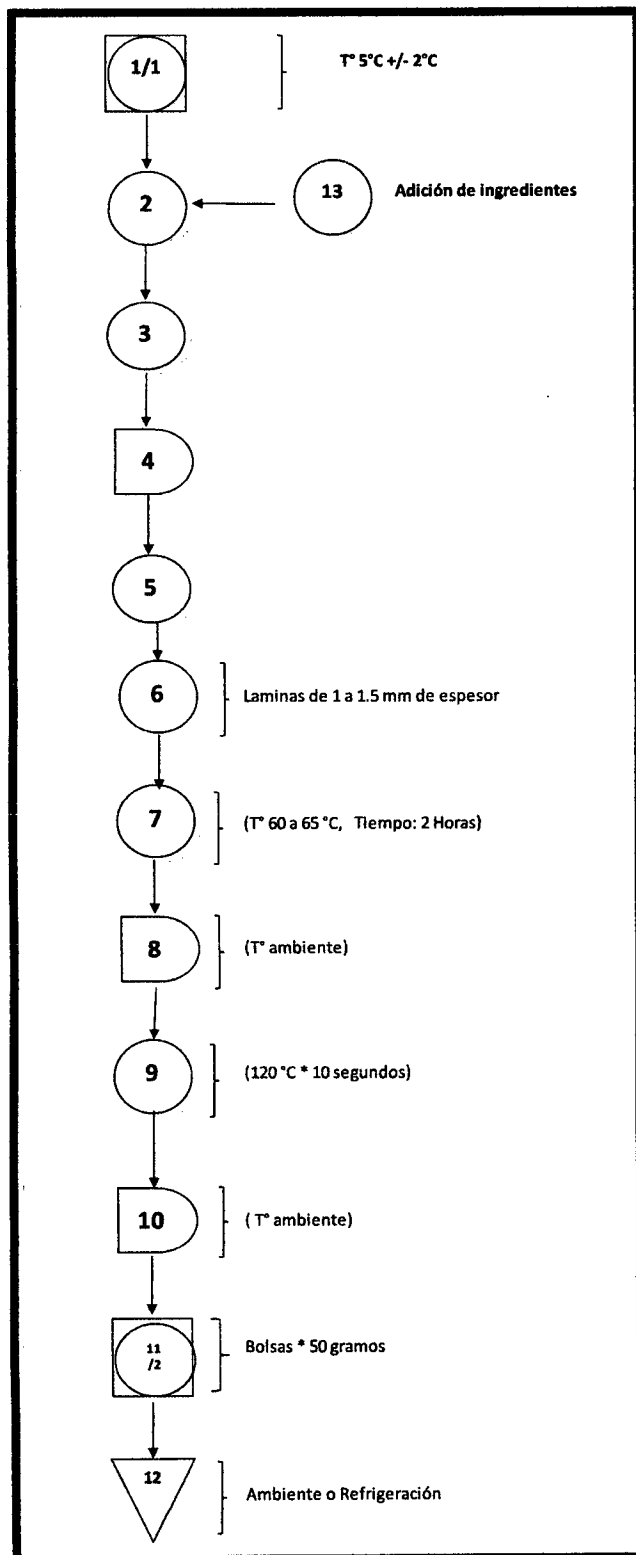 1/1
T° 5°C +/- 2°C
2
13
Adición de ingredientes
3
4
5
6
Laminas de 1 a 1.5 mm de espesor
7
(T° 60 a 65 °C, Tiempo: 2 Horas)
8
(T° ambiente)
9
(120 °C * 10 segundos)
10
( T° ambiente)
11
/2
Bolsas * 50 gramos
12
Ambiente o Refrigeración